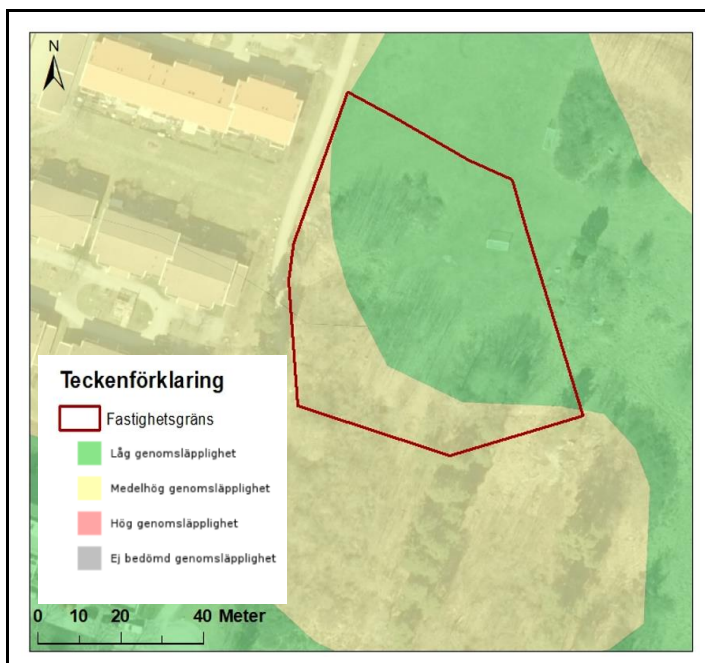 N
Teckenförklaring
Fastighetsgräns
Låg genomsläpplighet
Medelhög genomsläpplighet
Hög genomsläpplighet
Ej bedömd genomsläpplighet
0 10 20 40 Meter